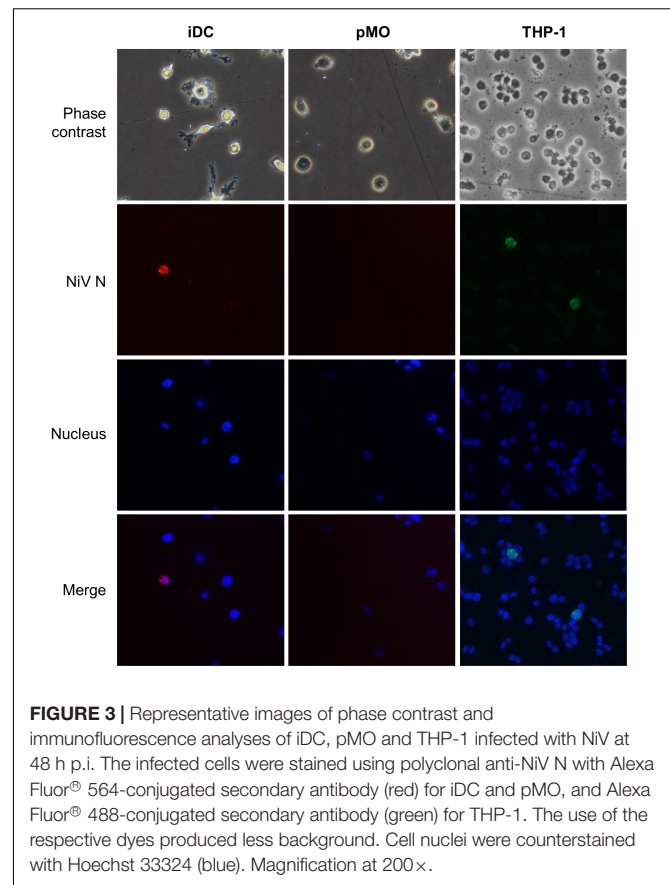 iDC pMO THP-1
Phase
contrast
NiV N
Nucleus
Merge
FIGURE 3 | Representative images of phase contrast and
immunofluorescence analyses of iDC, pMO and THP-1 infected with NiV at
48 h p.i. The infected cells were stained using polyclonal anti-NiV N with Alexa
Fluor® 564-conjugated secondary antibody (red) for iDC and pMO, and Alexa
Fluor® 488-conjugated secondary antibody (green) for THP-1. The use of the
respective dyes produced less background. Cell nuclei were counterstained
with Hoechst 33324 (blue). Magnification at 200×.